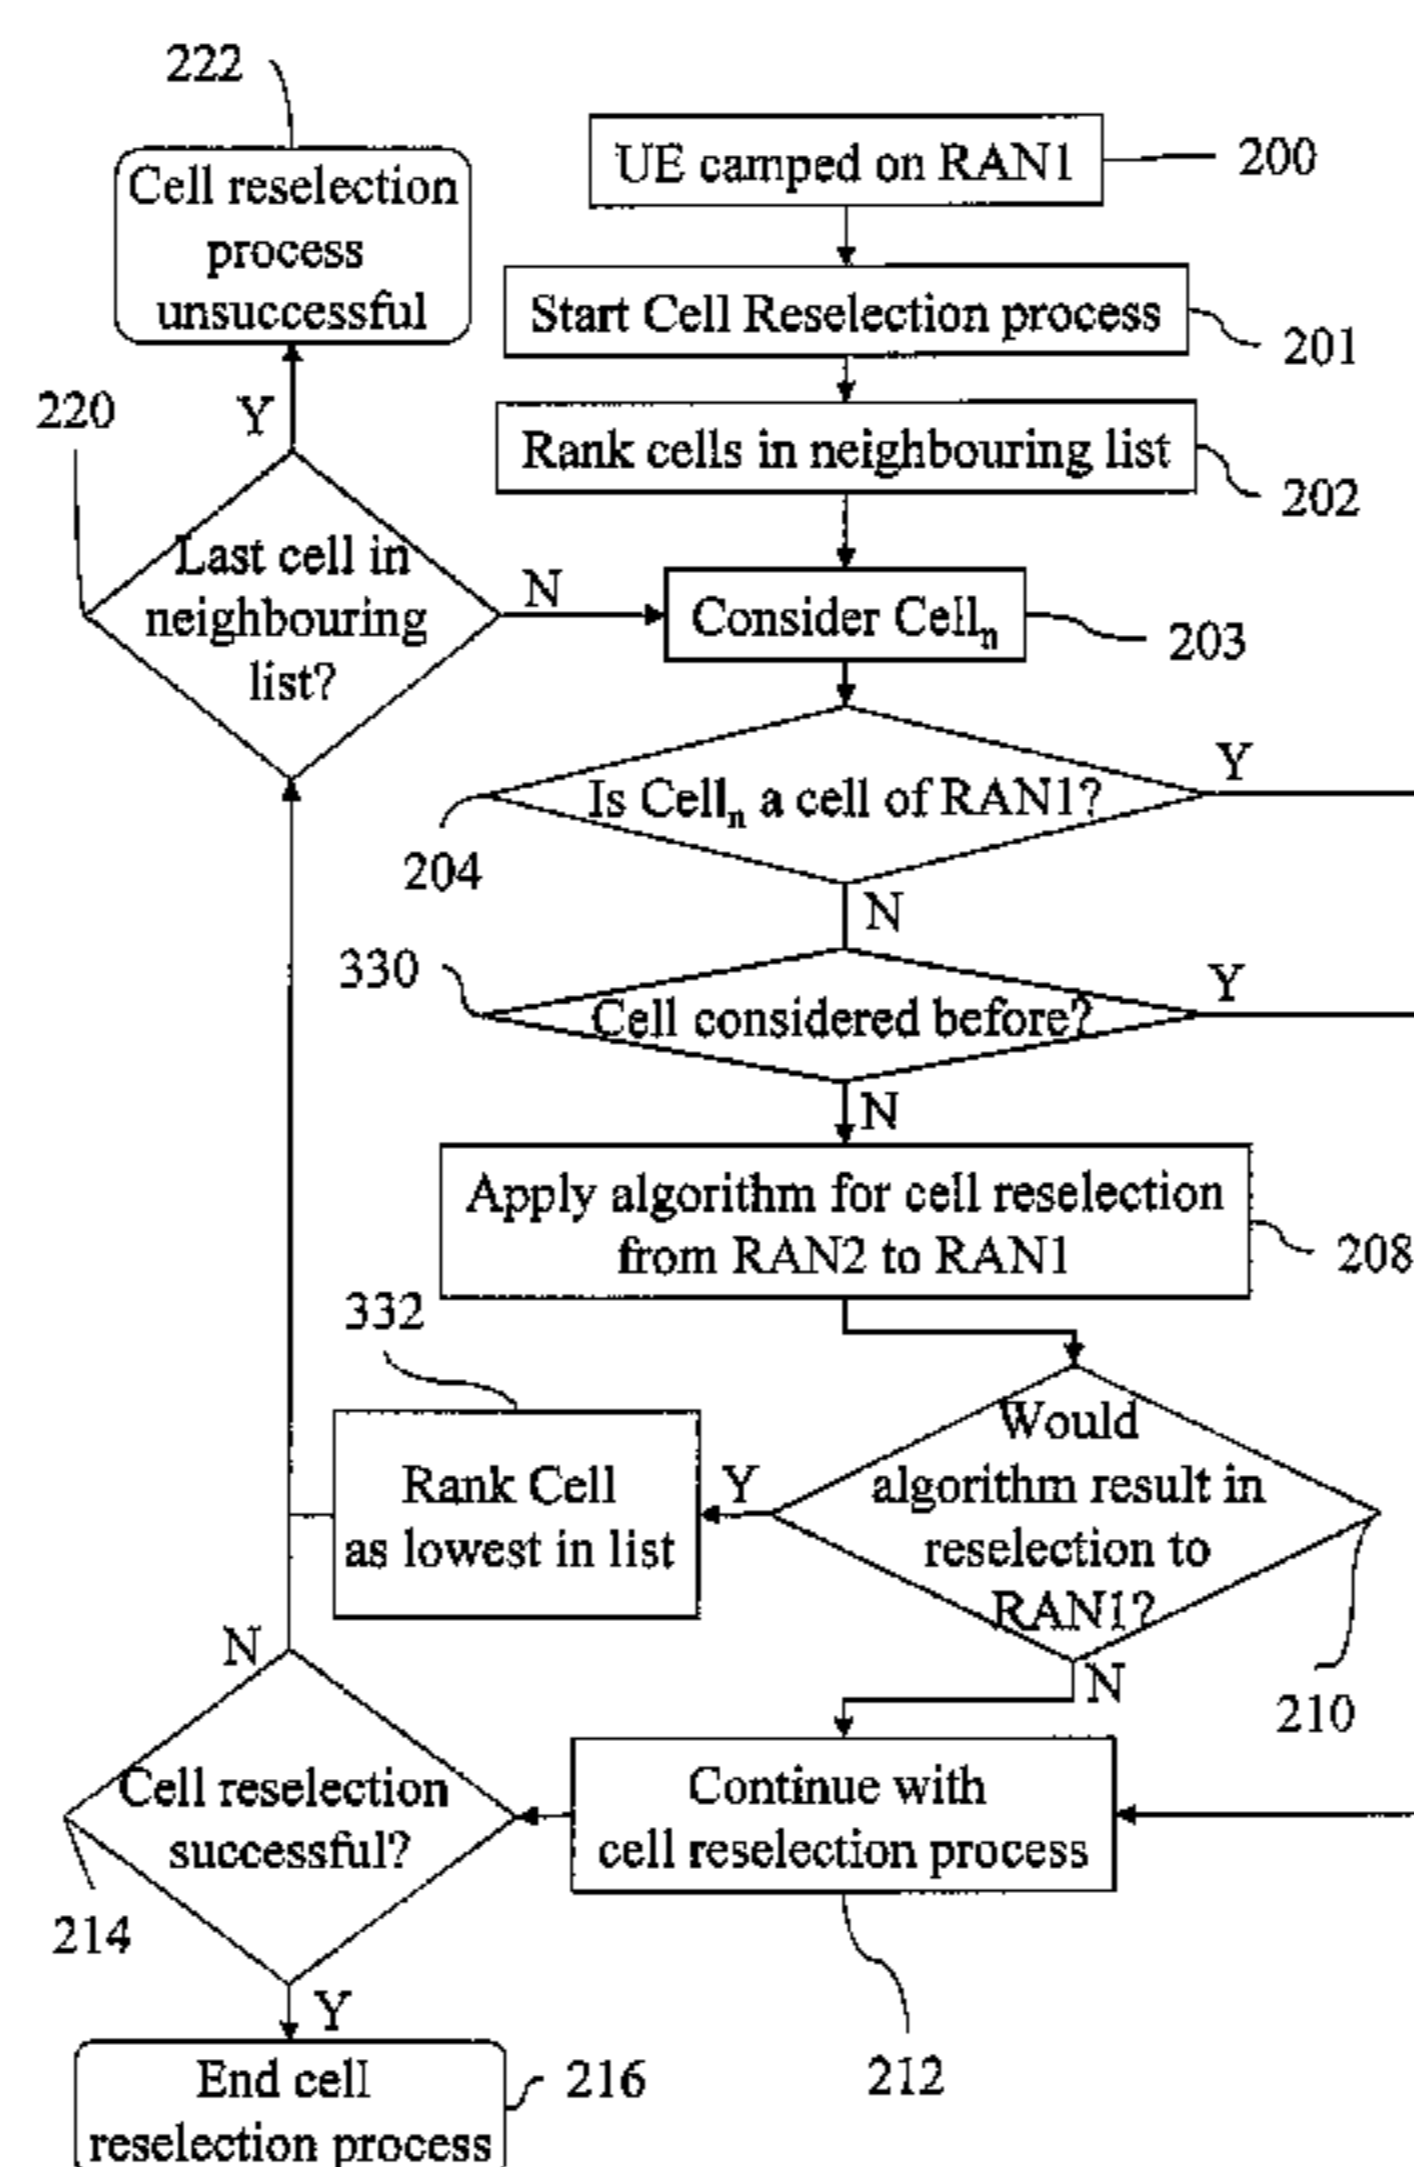 222
Cell reselection
process
unsuccessful
UE camped on RAN1
200
Start Cell Reselection process
201
Rank cells in neighbouring list
202
220
Y
Last cell in
neighbouring
list?
N
Consider Cellₙ
203
Is Cellₙ a cell of RAN1?
Y
204
N
330
Cell considered before?
Y
N
Apply algorithm for cell reselection
from RAN2 to RAN1
208
332
Rank Cell
as lowest in list
Y
Would
algorithm result in
reselection to
RAN1?
N
210
N
Cell reselection
successful?
214
Continue with
cell reselection process
212
Y
End cell
reselection process
216